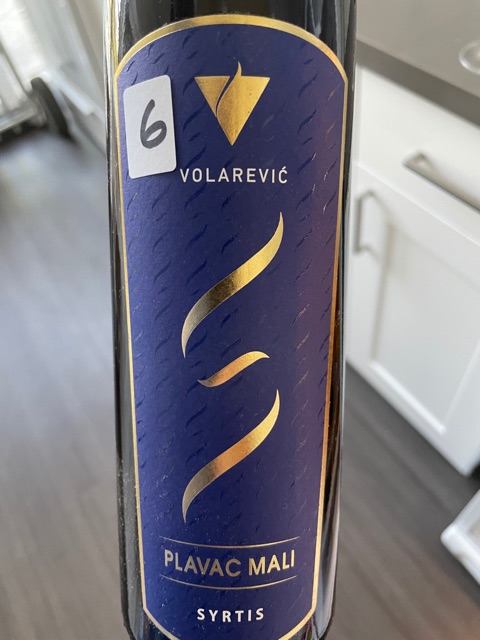 6
VOLAREVIĆ
PLAVAC MALI
SYRTIS